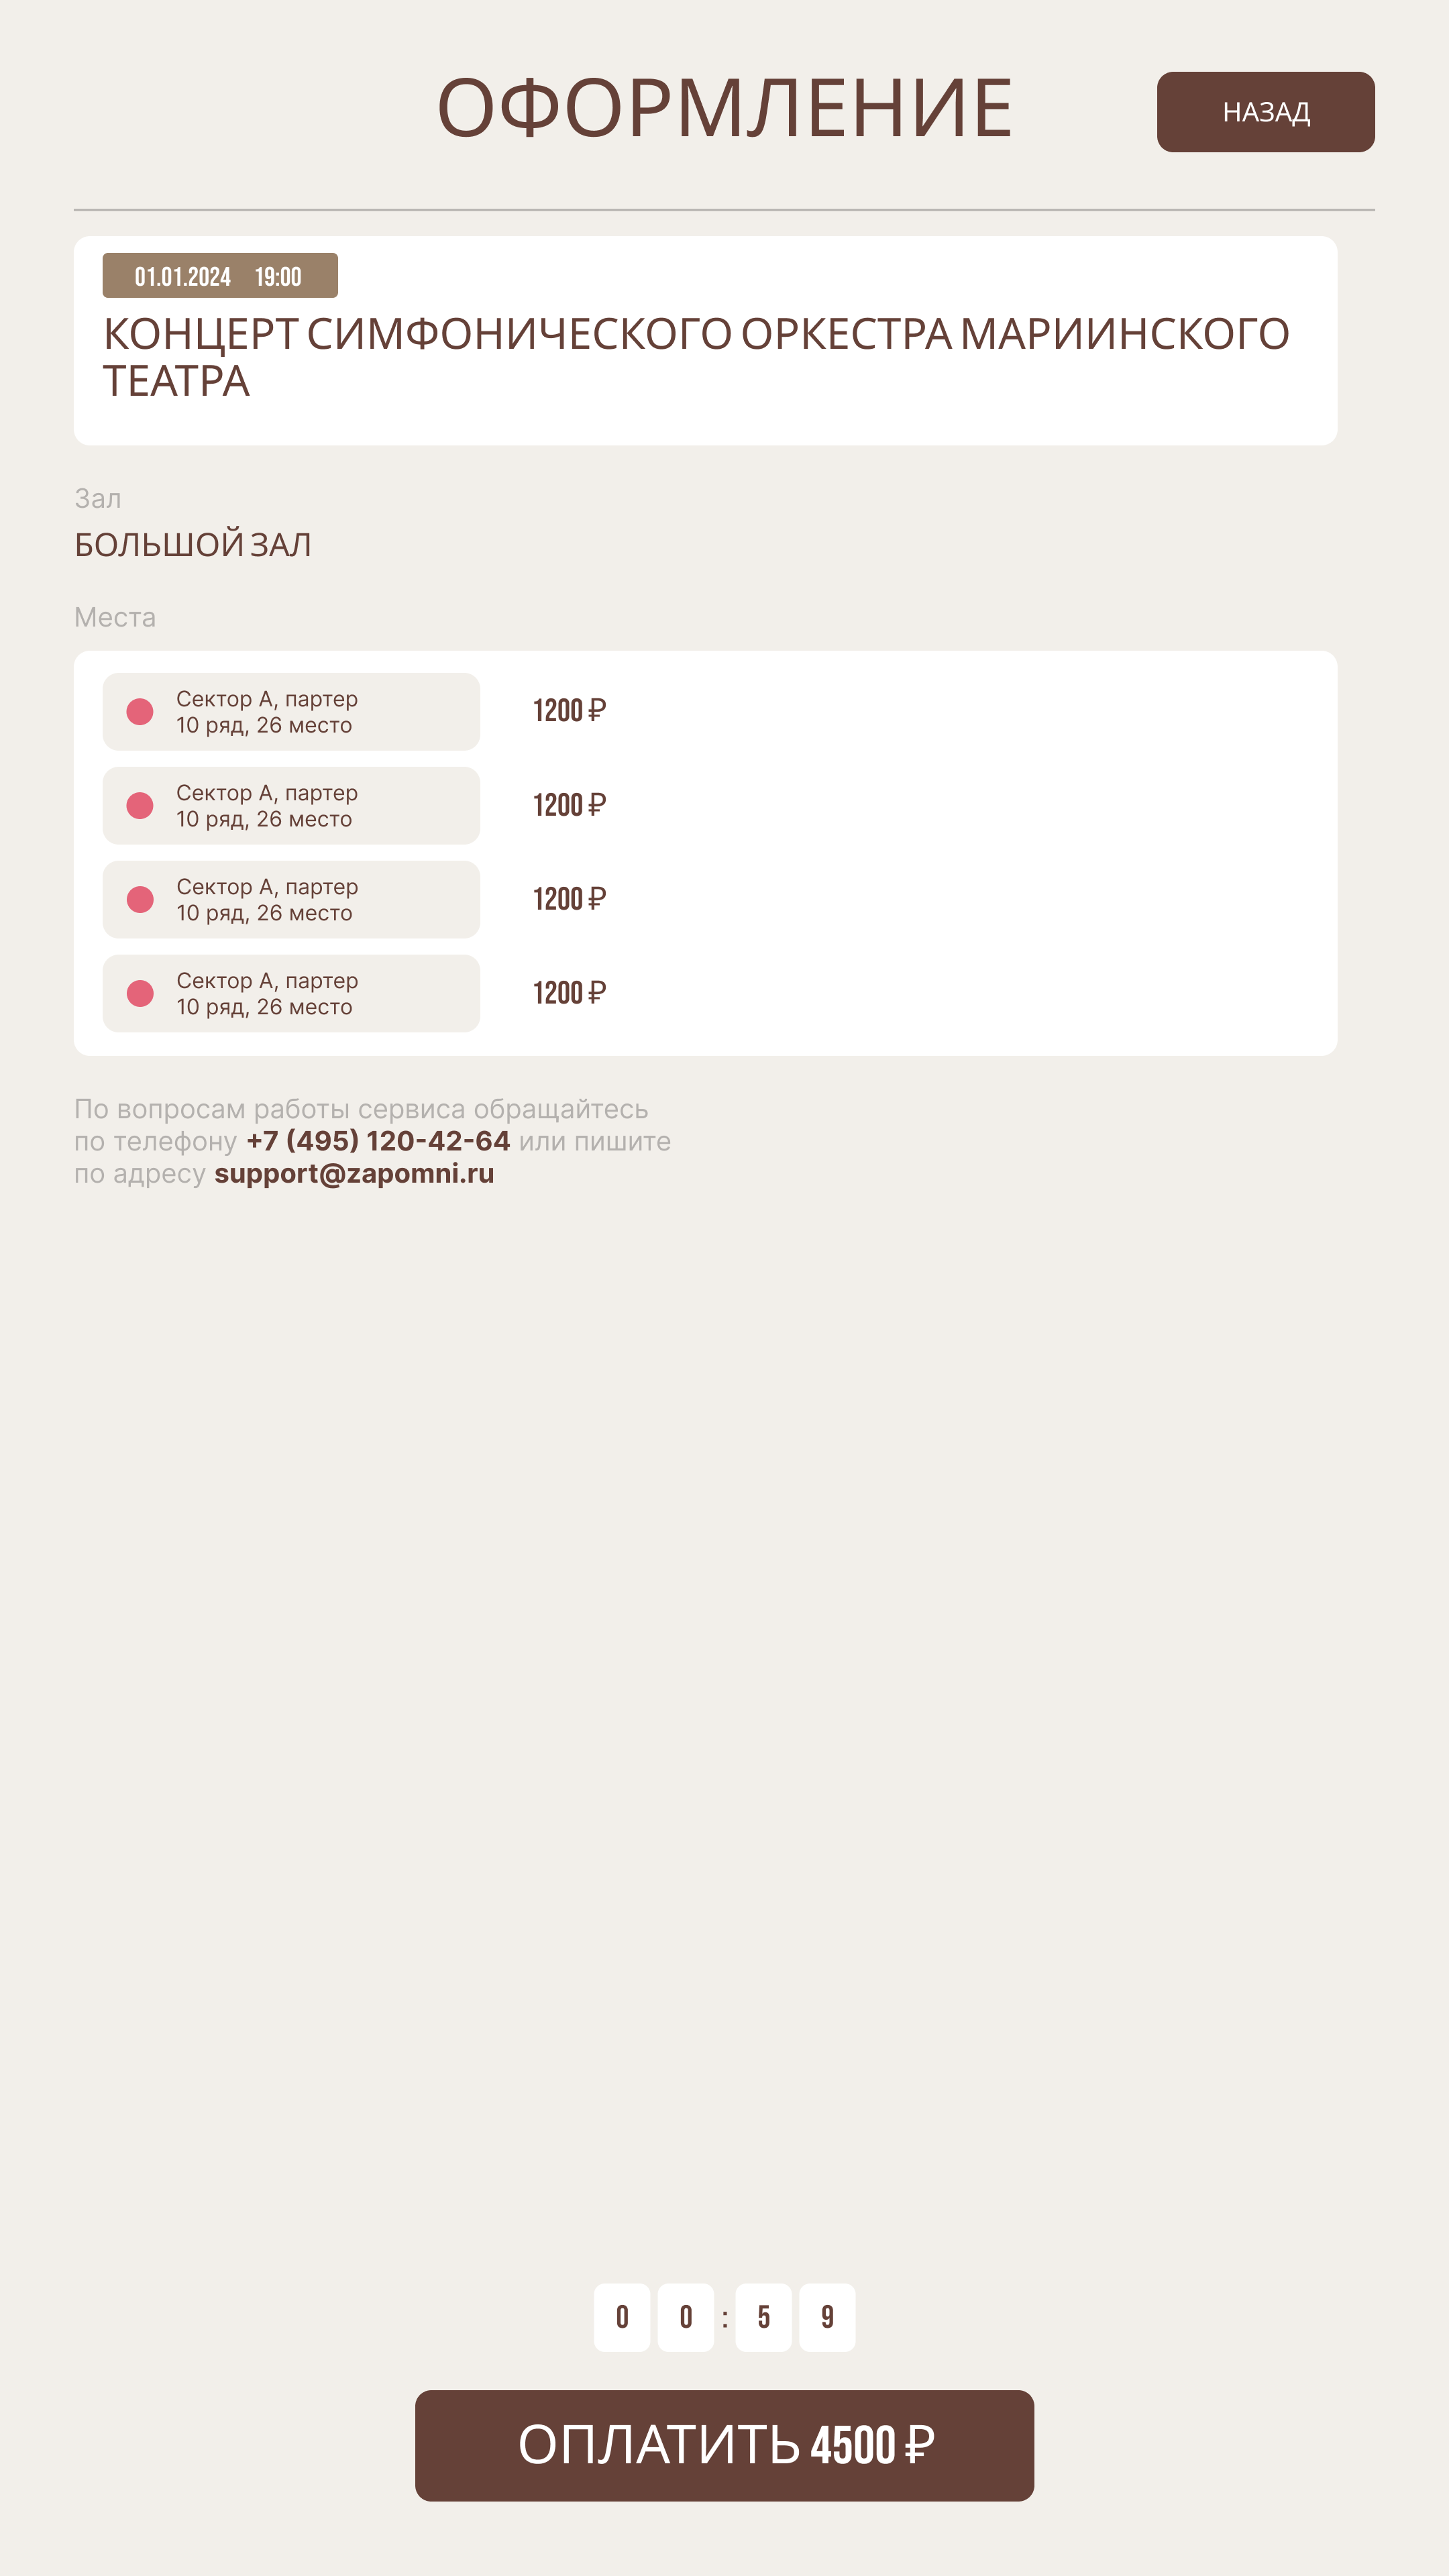 ОФОРМЛЕНИЕ
НАЗАД
01.01.2024 19:00
КОНЦЕРТ СИМФОНИЧЕСКОГО ОРКЕСТРА МАРИИНСКОГО
ТЕАТРА
Зал
БОЛЬШОЙ ЗАЛ
Места
Сектор А, партер
10 ряд, 26 место
1200 ₽
Сектор А, партер
10 ряд, 26 место
1200 ₽
Сектор А, партер
10 ряд, 26 место
1200 ₽
Сектор А, партер
10 ряд, 26 место
1200 ₽
По вопросам работы сервиса обращайтесь
по телефону +7 (495) 120-42-64 или пишите
по адресу support@zapomni.ru
0 0 : 5 9
ОПЛАТИТЬ 4500 ₽